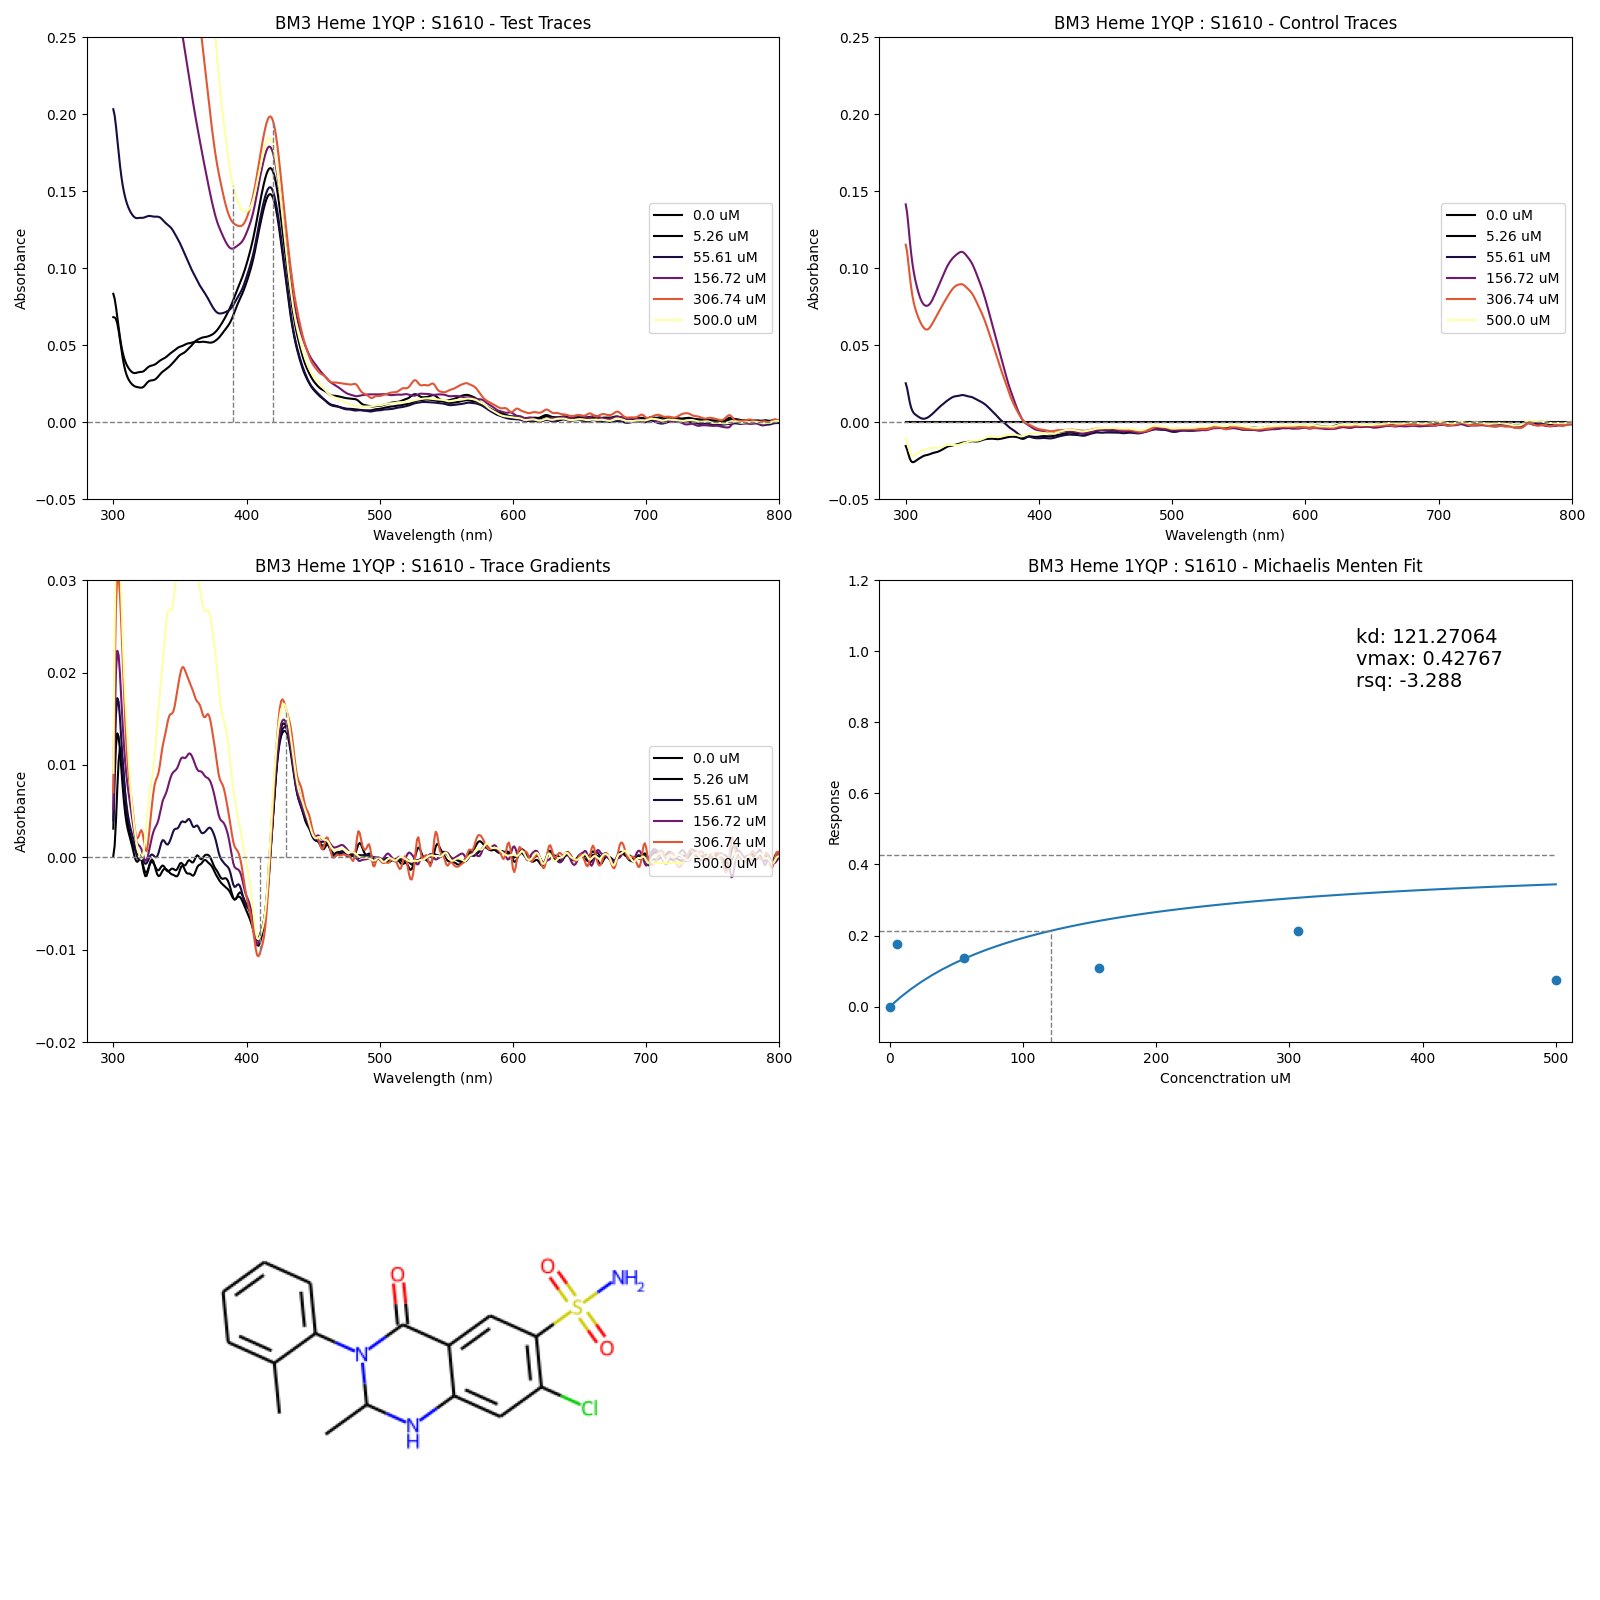 BM3 Heme 1YQP : S1610 - Test Traces
Absorbance
0.25
0.20
0.15
0.10
0.05
0.00
−0.05
300
400
500
600
700
800
Wavelength (nm)
0.0 uM
5.26 uM
55.61 uM
156.72 uM
306.74 uM
500.0 uM
BM3 Heme 1YQP : S1610 - Control Traces
Absorbance
0.25
0.20
0.15
0.10
0.05
0.00
−0.05
300
400
500
600
700
800
Wavelength (nm)
0.0 uM
5.26 uM
55.61 uM
156.72 uM
306.74 uM
500.0 uM
BM3 Heme 1YQP : S1610 - Trace Gradients
Absorbance
0.03
0.02
0.01
0.00
−0.01
−0.02
300
400
500
600
700
800
Wavelength (nm)
0.0 uM
5.26 uM
55.61 uM
156.72 uM
306.74 uM
500.0 uM
BM3 Heme 1YQP : S1610 - Michaelis Menten Fit
Response
1.2
1.0
0.8
0.6
0.4
0.2
0.0
0
100
200
300
400
500
Concenctration uM
kd: 121.27064
vmax: 0.42767
rsq: -3.288
O
O
NH2
S
N
O
Cl
N
H